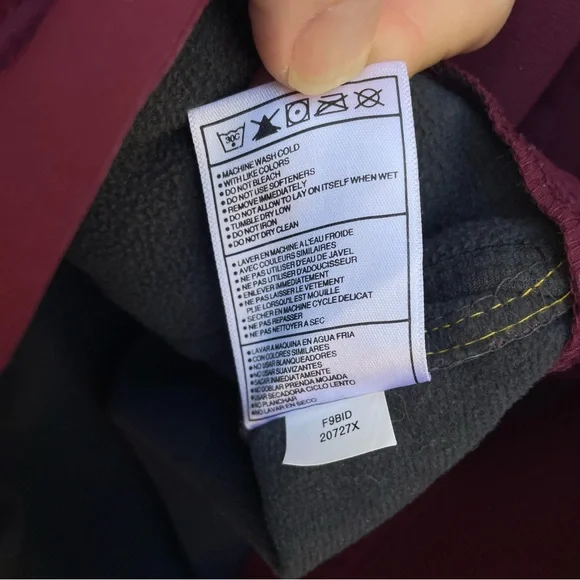 30C
• MACHINE WASH COLD
• WITH LIKE COLORS
• DO NOT BLEACH
• DO NOT USE SOFTENERS
• REMOVE IMMEDIATELY
• DO NOT ALLOW TO LAY ON ITSELF WHEN WET
• TUMBLE DRY LOW
• DO NOT IRON
• DO NOT DRY CLEAN
• LAVER EN MACHINE A L'EAU FROIDE
• AVEC COULEURS SIMILAIRES
• NE PAS UTILISER D'EAU DE JAVEL
• NE PAS UTILISER D'ADOUCISSEUR
• ENLEVER IMMEDIATEMENT
• NE PAS LAISSER LE VETEMENT
PLIE LORSQU'IL EST MOUILLE
• SECHER EN MACHINE CYCLE DELICAT
• NE PAS REPASSER
• NE PAS NETTOYER A SEC
• LAVAR A MAQUINA EN AGUA FRIA
• CON COLORES SIMILARES
• NO USAR BLANQUEADORES
• NO USAR SUAVIZANTES
• SACAR INMEDIATAMENTE
• NO DOBLAR PRENDA MOJADA
• USAR SECADORA CICLO LENTO
• NO PLANCHAR
• NO LAVAR EN SECO
F9BID
20727X